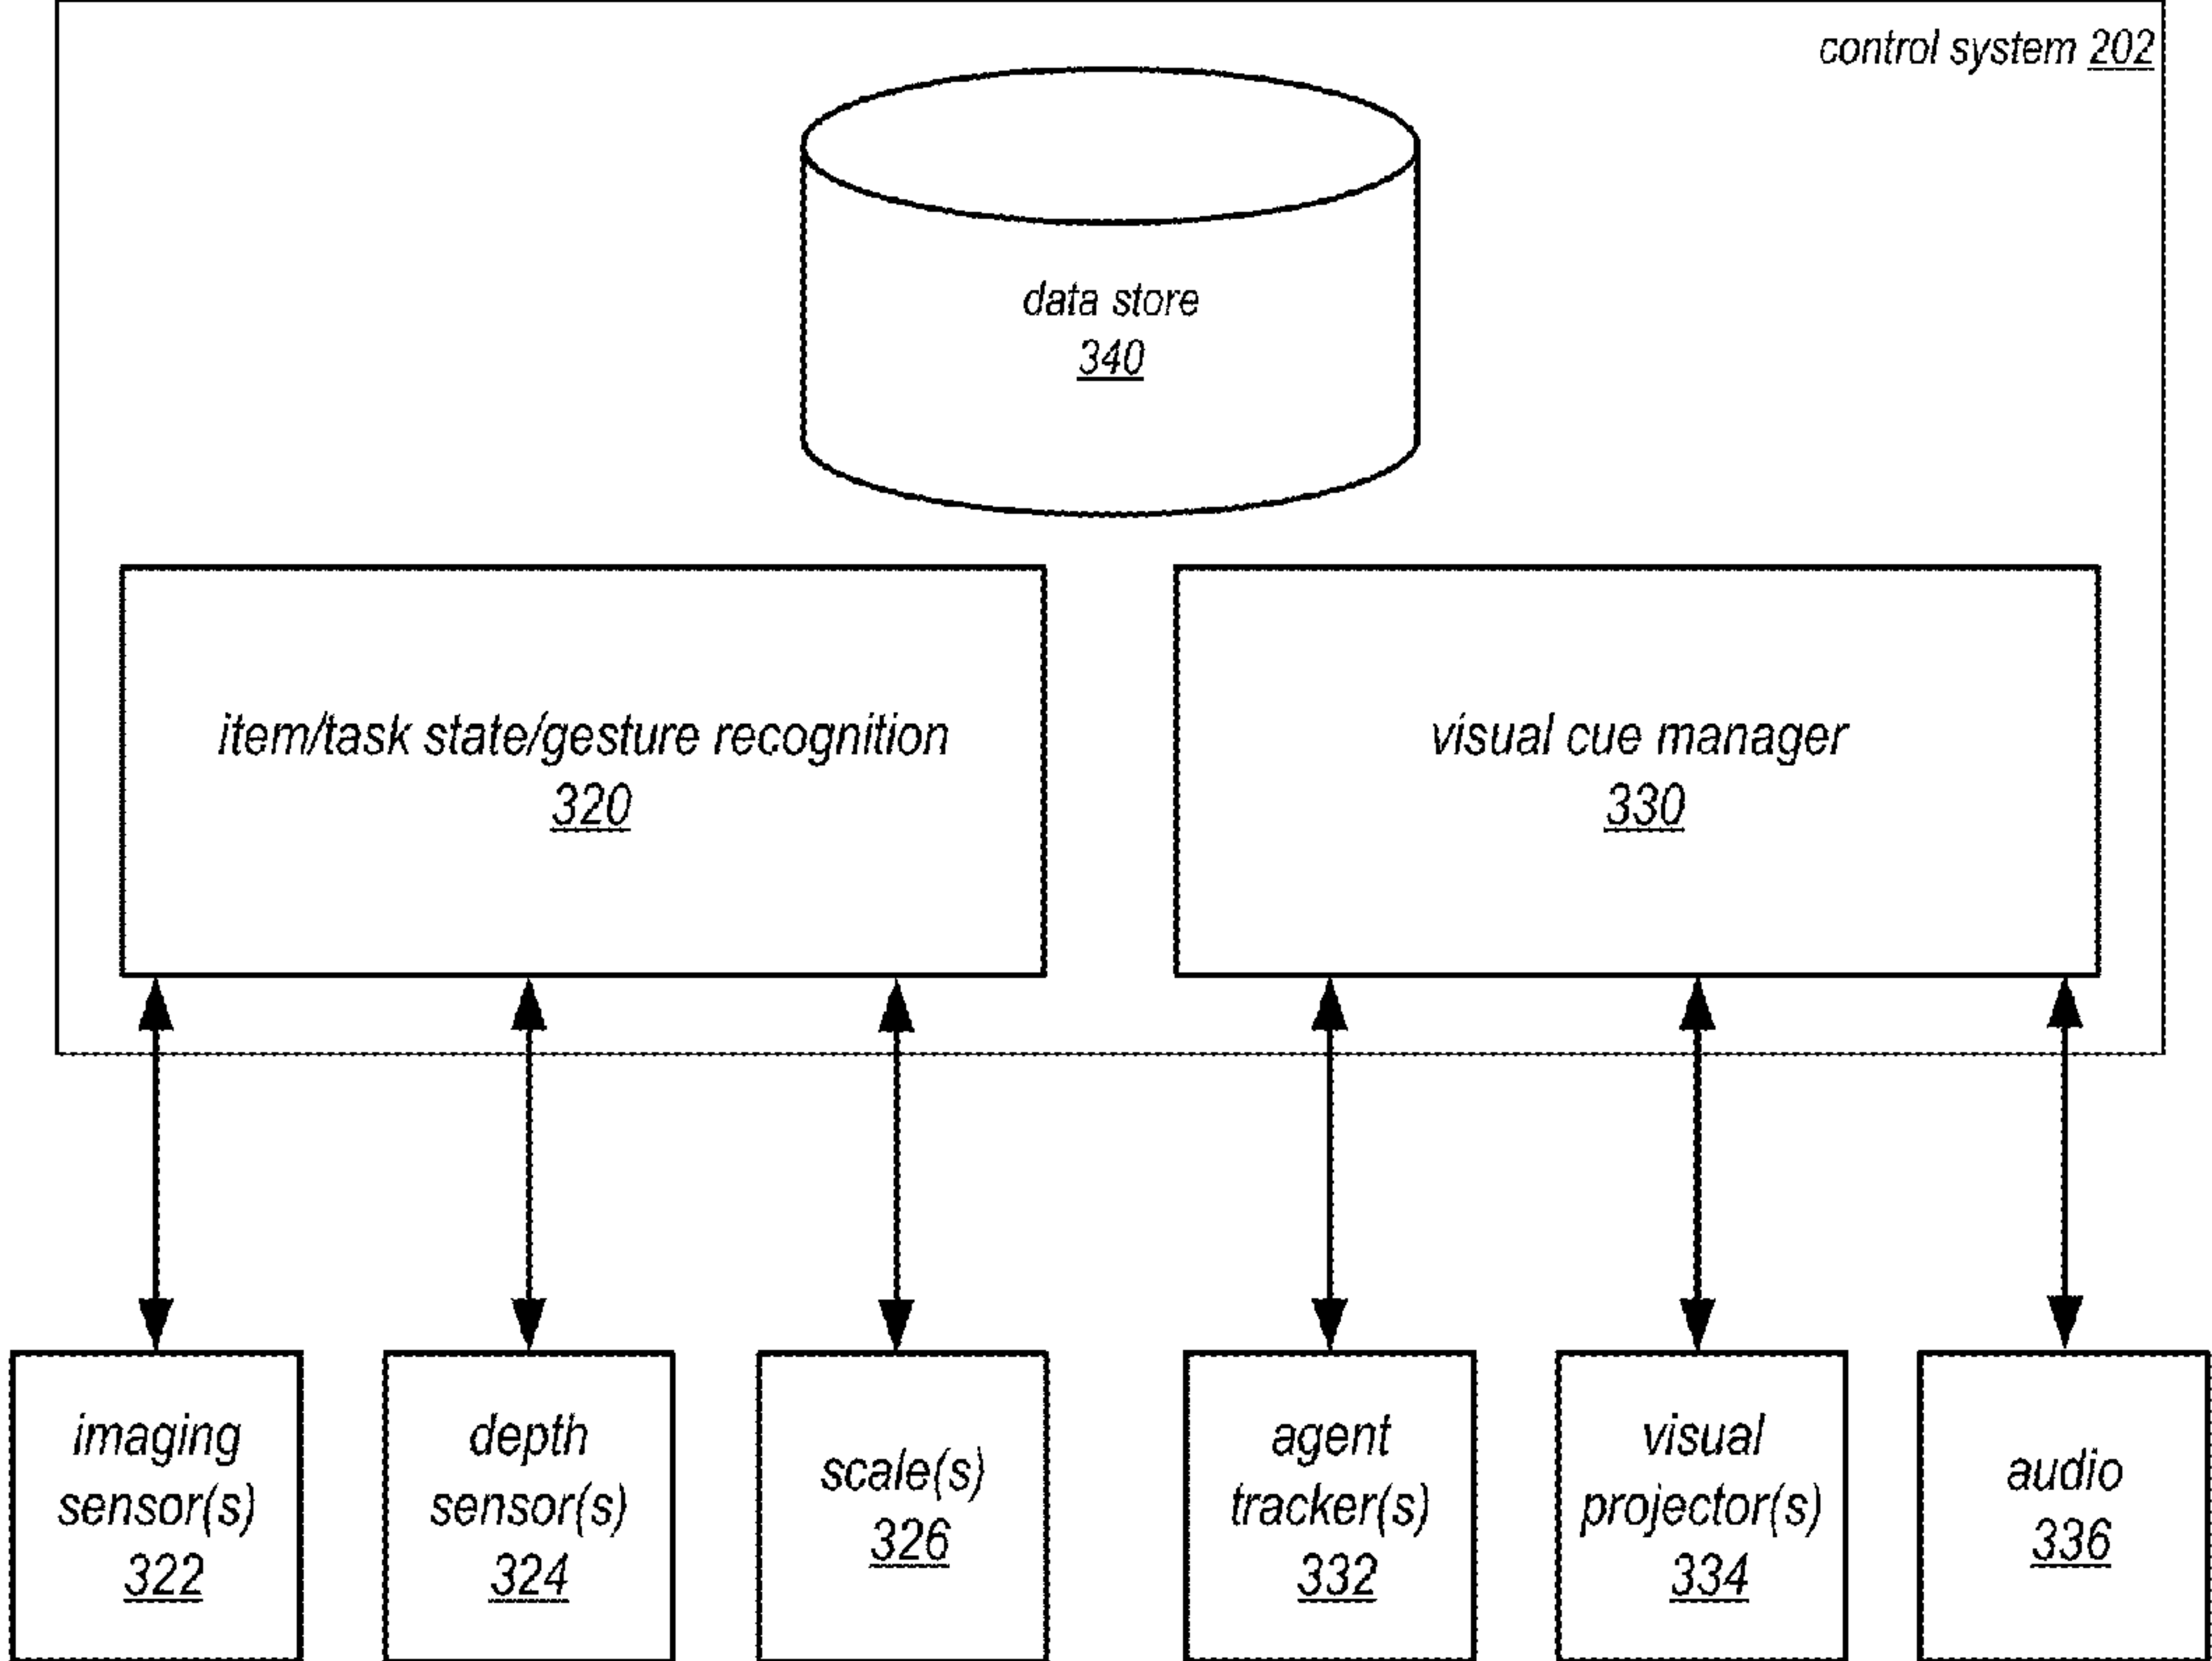 control system 202
data store
340
item/task state/gesture recognition
320
visual cue manager
330
imaging
sensor(s)
322
depth
sensor(s)
324
scale(s)
326
agent
tracker(s)
332
visual
projector(s)
334
audio
336